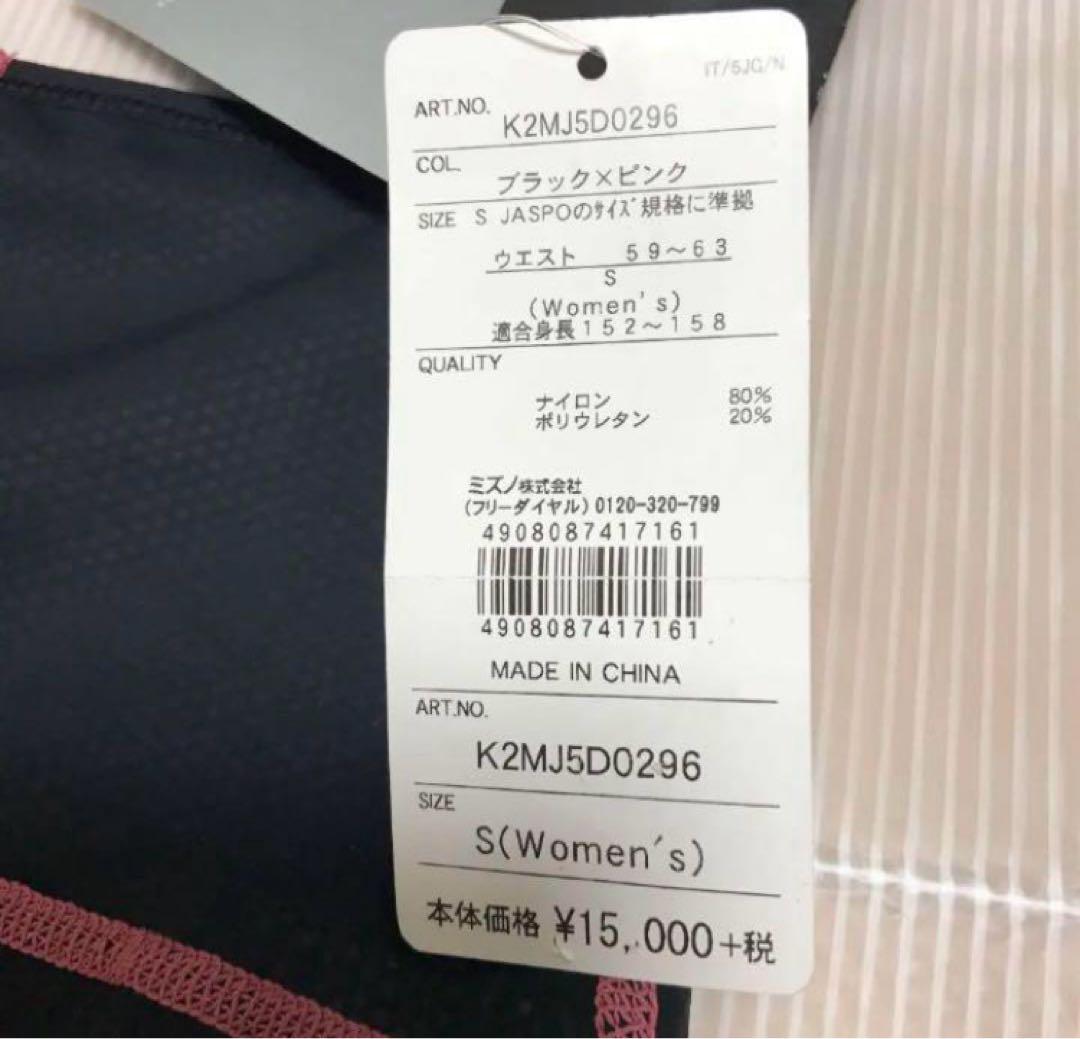 IT/5JG/N
ART.NO.
K2MJ5D0296
COL.
ブラック×ピンク
SIZE S JASPOのｻｲｽﾞ規格に準拠
ウエスト 59～63
S
(Women's)
適合身長152～158
QUALITY
ナイロン 80%
ポリウレタン 20%
ミズノ株式会社
(フリーダイヤル) 0120-320-799
4908087417161
4908087417161
MADE IN CHINA
ART.NO.
K2MJ5D0296
SIZE
S(Women's)
本体価格 ¥15,000+税